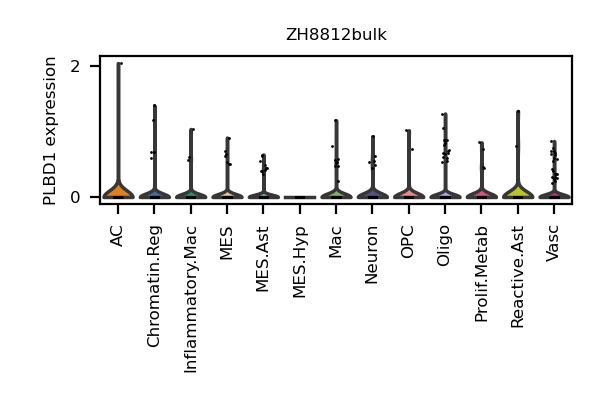 ZH8812bulk
PLBD1 expression
2
0
AC
Chromatin.Reg
Inflammatory.Mac
MES
MES.Ast
MES.Hyp
Mac
Neuron
OPC
Oligo
Prolif.Metab
Reactive.Ast
Vasc